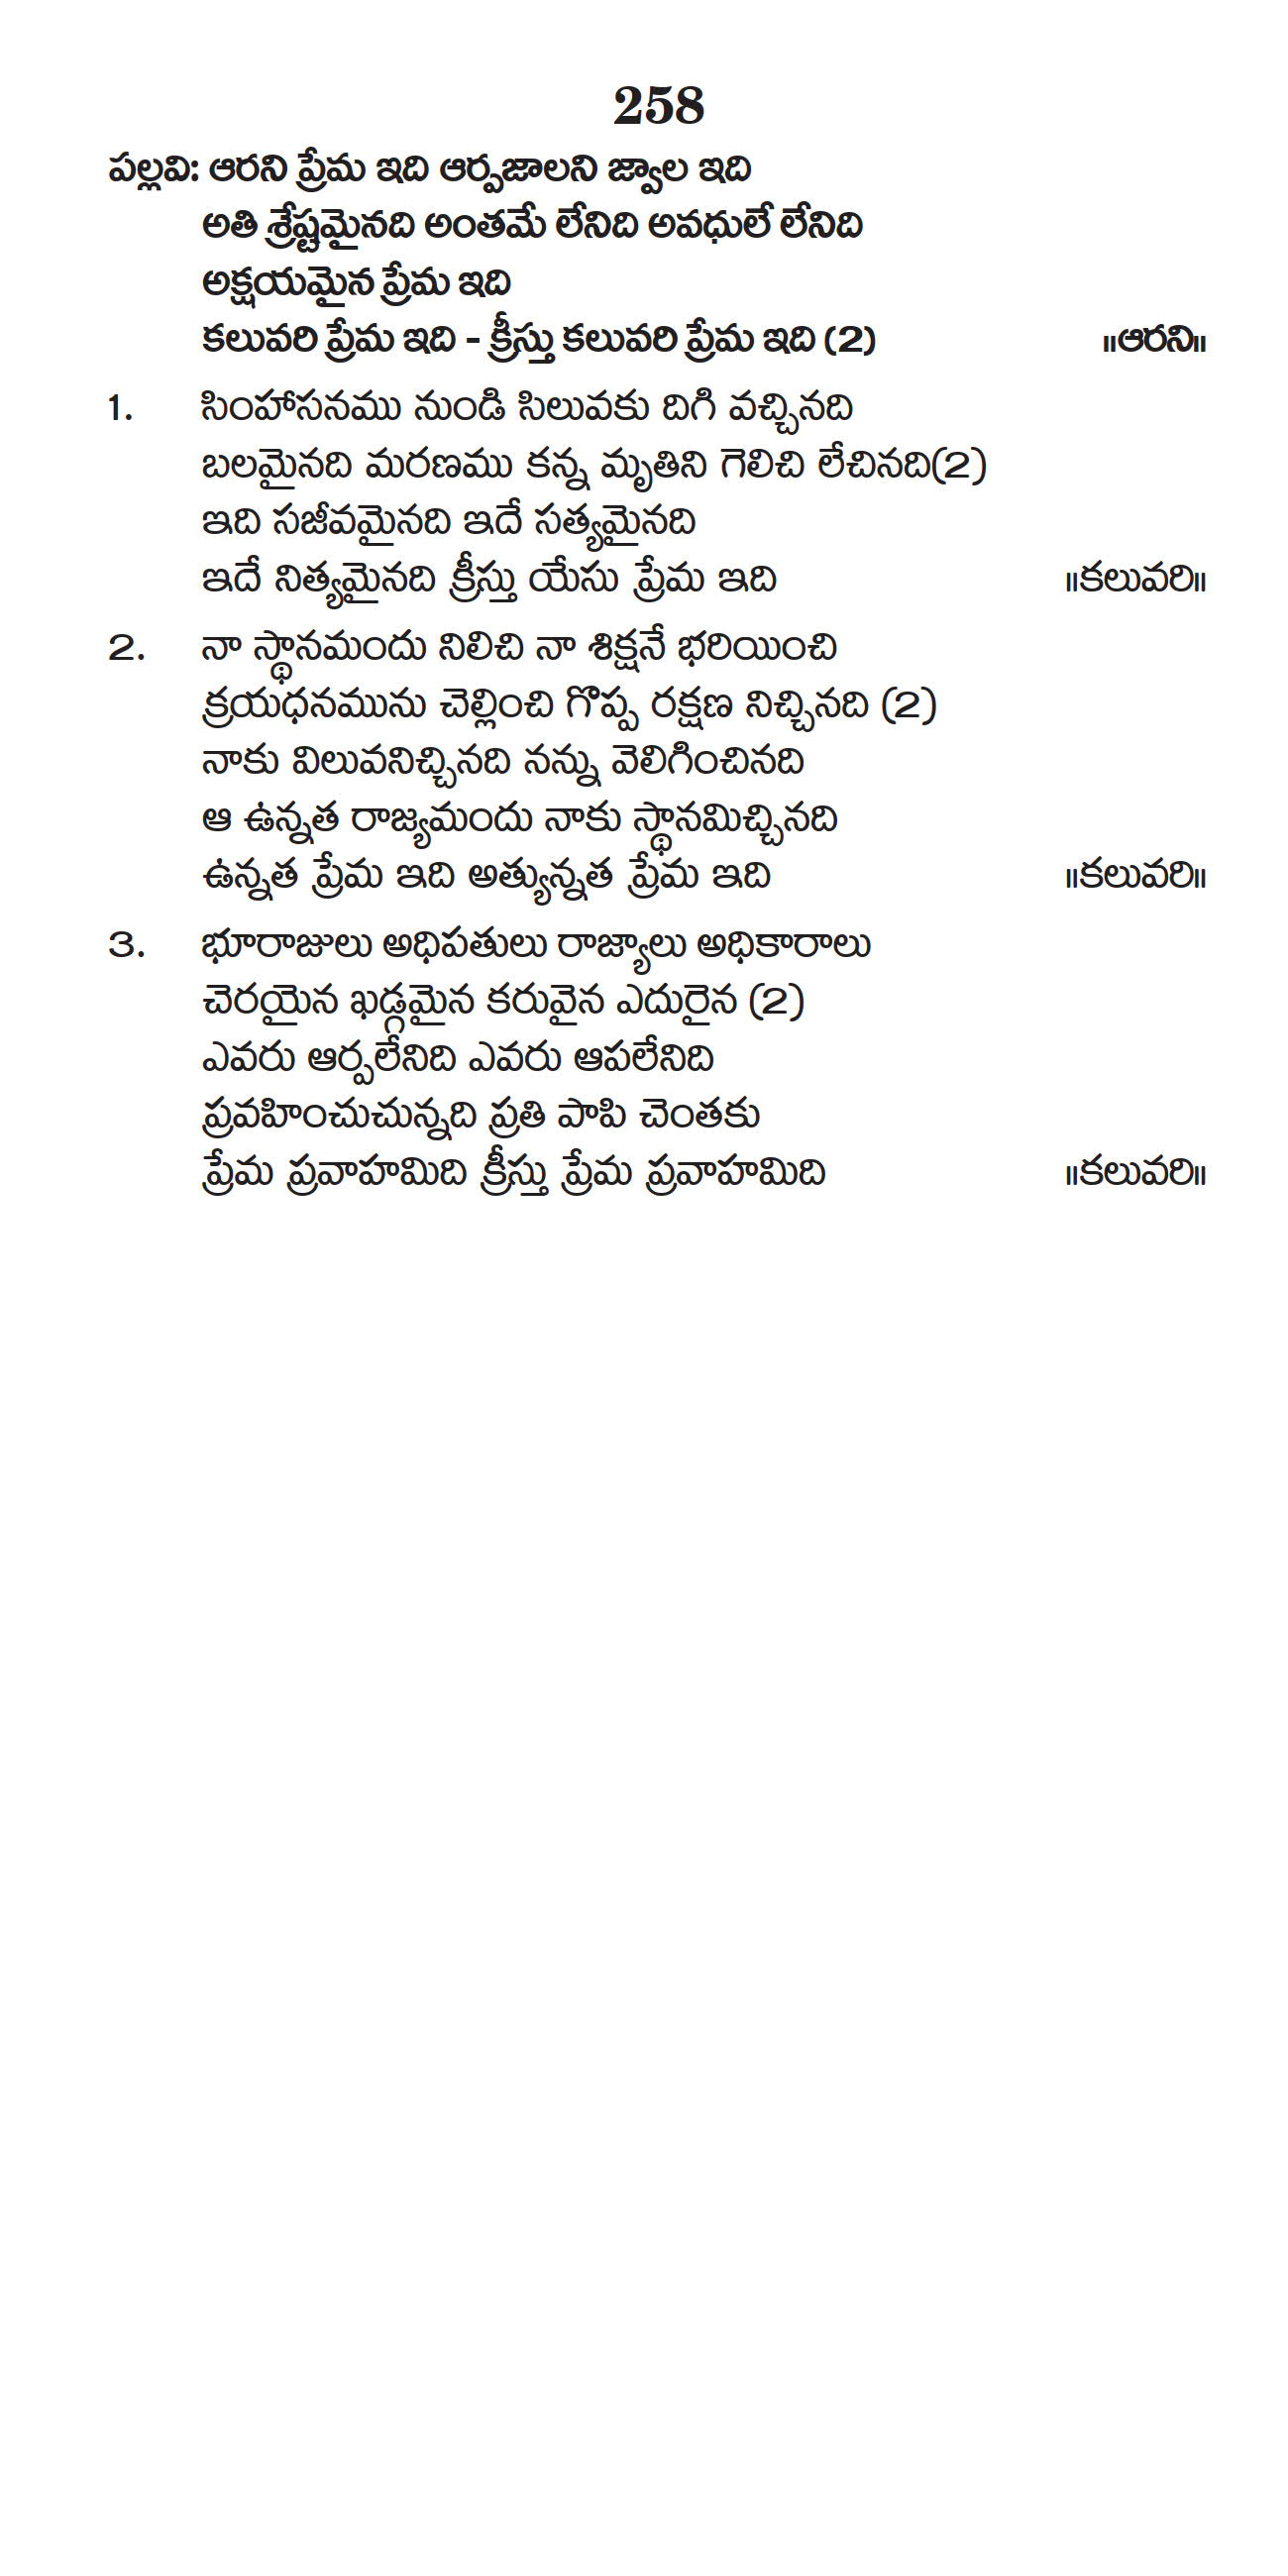 258
పల్లవి: ఆరని ప్రేమ ఇది ఆర్పజాలని జ్వాల ఇది
అతి శ్రేష్టమైనది అంతమే లేనిది అవధులే లేనిది
అక్షయమైన ప్రేమ ఇది
కలువరి ప్రేమ ఇది - క్రీస్తు కలువరి ప్రేమ ఇది (2) ॥ఆరని॥
1. సింహాసనము నుండి సిలువకు దిగి వచ్చినది
బలమైనది మరణము కన్న మృతిని గెలిచి లేచినది(2)
ఇది సజీవమైనది ఇదే సత్యమైనది
ఇదే నిత్యమైనది క్రీస్తు యేసు ప్రేమ ఇది ॥కలువరి॥
2. నా స్థానమందు నిలిచి నా శిక్షనే భరియించి
క్రయధనమును చెల్లించి గొప్ప రక్షణ నిచ్చినది (2)
నాకు విలువనిచ్చినది నన్ను వెలిగించినది
ఆ ఉన్నత రాజ్యమందు నాకు స్థానమిచ్చినది
ఉన్నత ప్రేమ ఇది అత్యున్నత ప్రేమ ఇది ॥కలువరి॥
3. భూరాజులు అధిపతులు రాజ్యాలు అధికారాలు
చెరయైన ఖడ్గమైన కరువైన ఎదురైన (2)
ఎవరు ఆర్పలేనిది ఎవరు ఆపలేనిది
ప్రవహించుచున్నది ప్రతి పాపి చెంతకు
ప్రేమ ప్రవాహమిది క్రీస్తు ప్రేమ ప్రవాహమిది ॥కలువరి॥